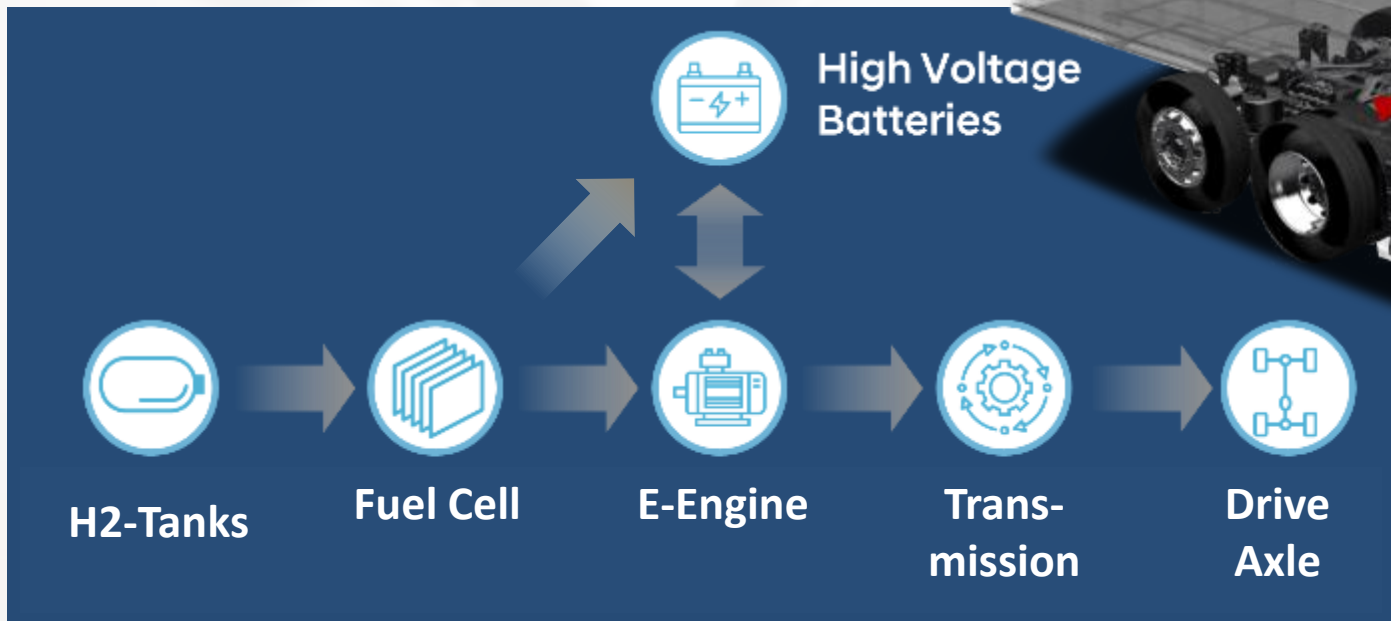 High Voltage
Batteries
H2-Tanks
Fuel Cell
E-Engine
Trans-
mission
Drive
Axle